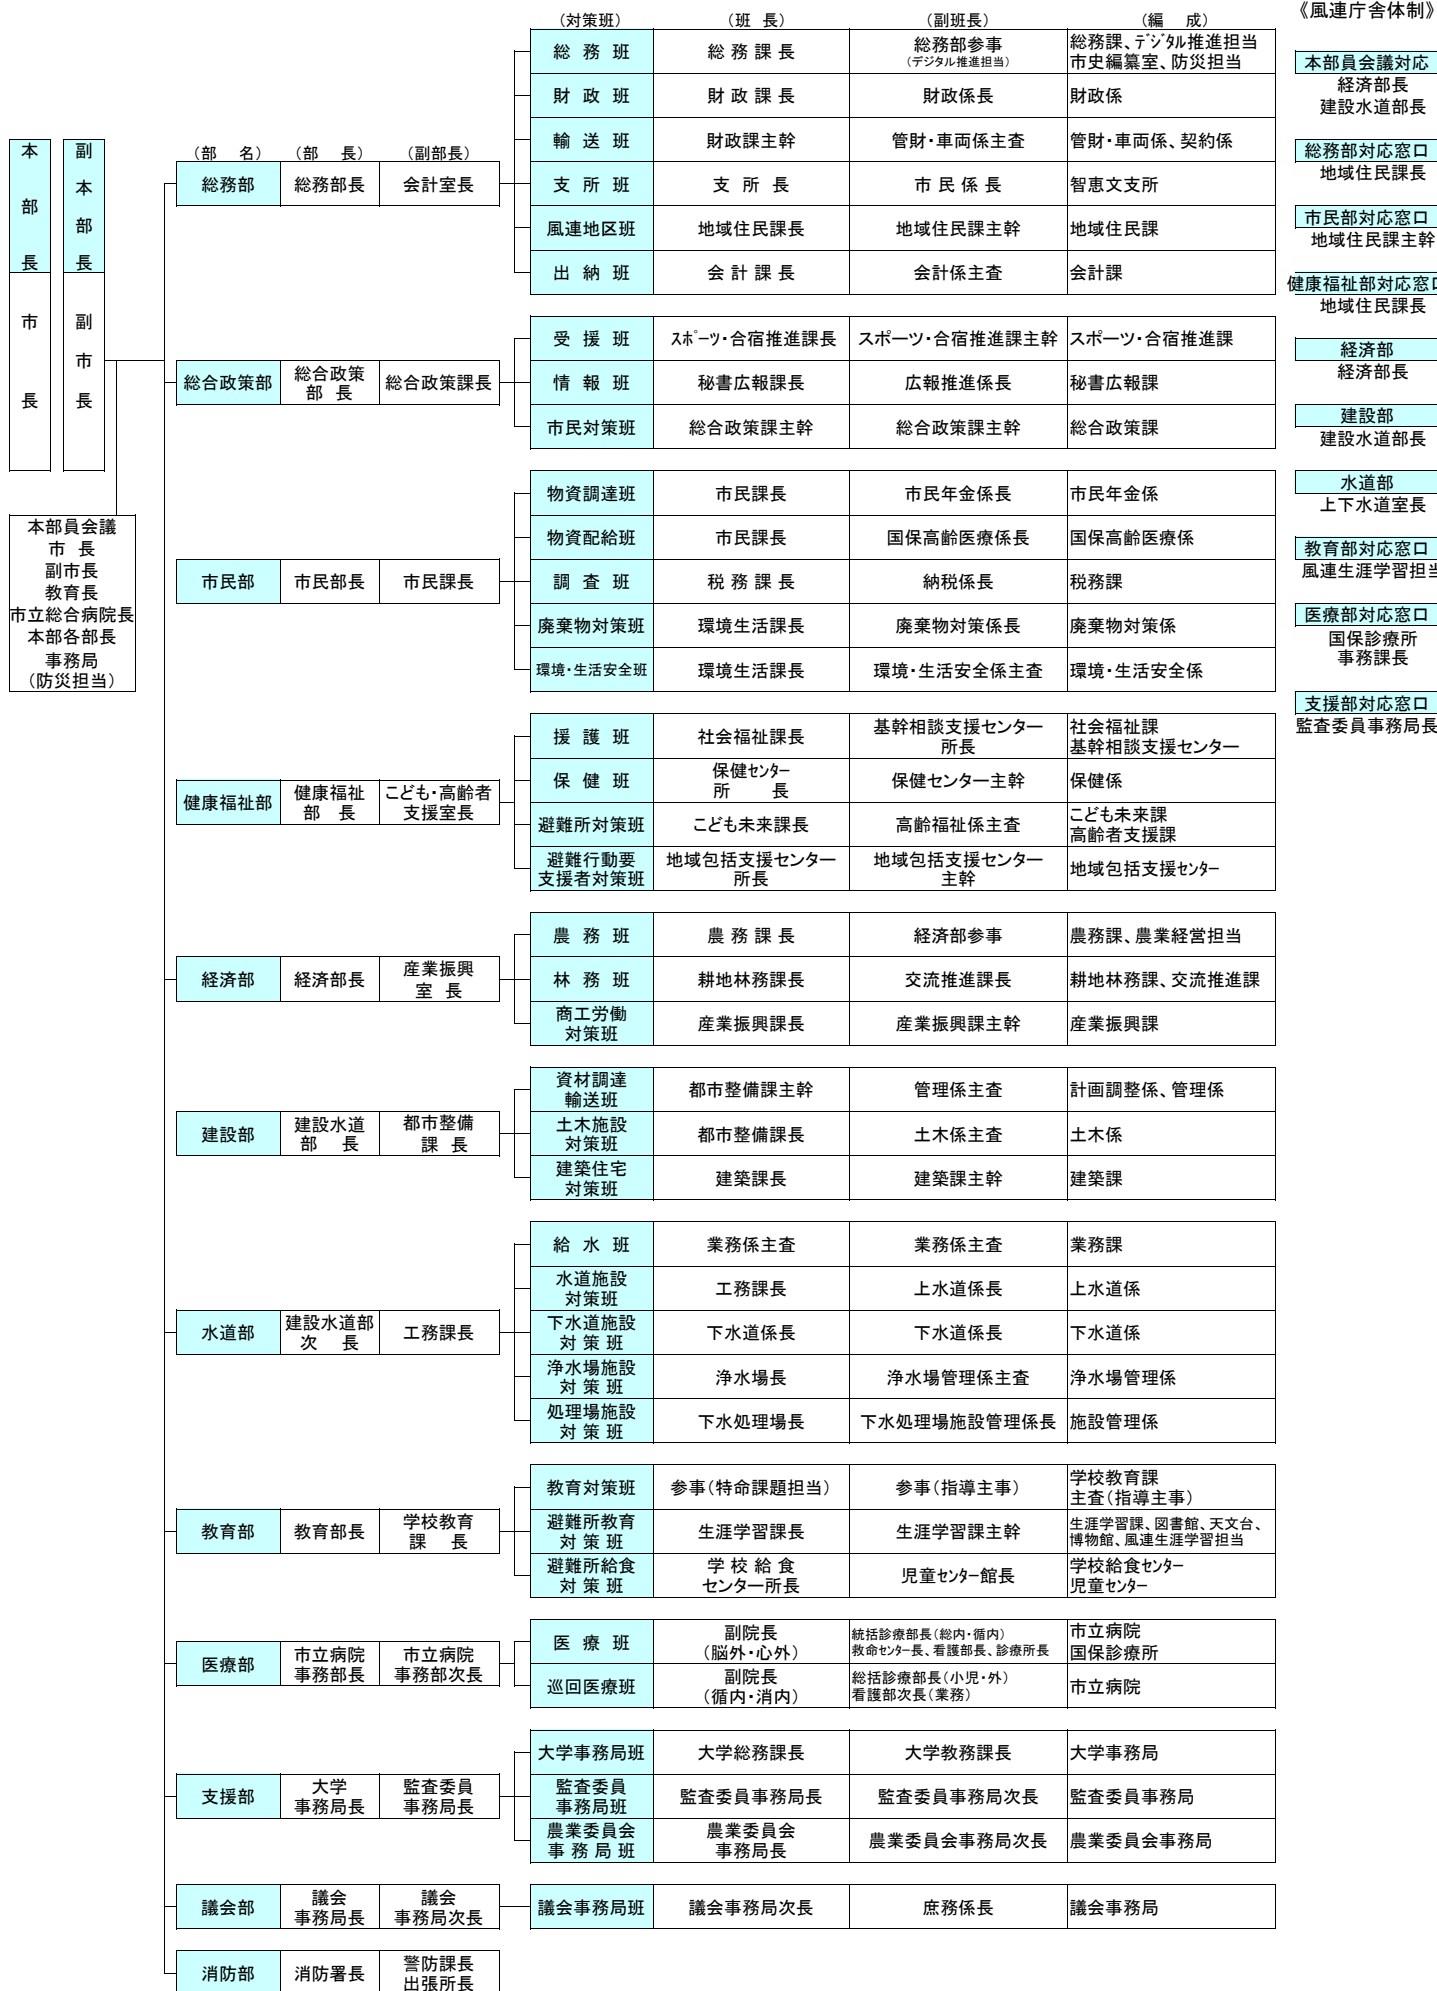 (対策班) (班 長) (副班長) (編 成)
《風連庁舎体制》
本部長 市長
副本部長 副市長
本部員会議
市 長
副市長
教育長
市立総合病院長
本部各部長
事務局
(防災担当)
(部 名) (部 長) (副部長)
総務部 総務部長 会計室長
総 務 班 総 務 課 長 総務部参事 総務課、デジタル推進担当
(デジタル推進担当) 市史編纂室、防災担当
財 政 班 財 政 課 長 財政係長 財政係
輸 送 班 財政課主幹 管財・車両係主査 管財・車両係、契約係
支 所 班 支 所 長 市 民 係 長 智恵文支所
風連地区班 地域住民課長 地域住民課主幹 地域住民課
出 納 班 会 計 課 長 会計係主査 会計課
総合政策部 総合政策 総合政策課長
部 長
受 援 班 スポーツ・合宿推進課長 スポーツ・合宿推進課主幹 スポーツ・合宿推進課
情 報 班 秘書広報課長 広報推進係長 秘書広報課
市民対策班 総合政策課主幹 総合政策課主幹 総合政策課
市民部 市民部長 市民課長
物資調達班 市民課長 市民年金係長 市民年金係
物資配給班 市民課長 国保高齢医療係長 国保高齢医療係
調 査 班 税 務 課 長 納税係長 税務課
廃棄物対策班 環境生活課長 廃棄物対策係長 廃棄物対策係
環境・生活安全班 環境生活課長 環境・生活安全係主査 環境・生活安全係
健康福祉部 健康福祉 こども・高齢者
部 長 支援室長
援 護 班 社会福祉課長 基幹相談支援センター 社会福祉課
所長 基幹相談支援センター
保 健 班 保健センター 保健センター主幹 保健係
所 長
避難所対策班 こども未来課長 高齢福祉係主査 こども未来課
高齢者支援課
避難行動要 地域包括支援センター 地域包括支援センター 地域包括支援センター
支援者対策班 所長 主幹
経済部 経済部長 産業振興
室 長
農 務 班 農 務 課 長 経済部参事 農務課、農業経営担当
林 務 班 耕地林務課長 交流推進課長 耕地林務課、交流推進課
商工労働 産業振興課長 産業振興課主幹 産業振興課
対策班
建設部 建設水道 都市整備
部 長 課 長
資材調達 都市整備課主幹 管理係主査 計画調整係、管理係
輸送班
土木施設 都市整備課長 土木係主査 土木係
対策班
建築住宅 建築課長 建築課主幹 建築課
対策班
水道部 建設水道部 工務課長
次 長
給 水 班 業務係主査 業務係主査 業務課
水道施設 工務課長 上水道係長 上水道係
対策班
下水道施設 下水道係長 下水道係長 下水道係
対 策 班
浄水場施設 浄水場長 浄水場管理係主査 浄水場管理係
対 策 班
処理場施設 下水処理場長 下水処理場施設管理係長 施設管理係
対 策 班
教育部 教育部長 学校教育
課 長
教育対策班 参事(特命課題担当) 参事(指導主事) 学校教育課
主査(指導主事)
避難所教育 生涯学習課長 生涯学習課主幹 生涯学習課、図書館、天文台、
対 策 班 博物館、風連生涯学習担当
避難所給食 学 校 給 食 児童センター館長 学校給食センター
対 策 班 センター所長 児童センター
医療部 市立病院 市立病院
事務部長 事務部次長
医 療 班 副院長 統括診療部長(総内・循内) 市立病院
(脳外・心外) 救命センター長、看護部長、診療所長 国保診療所
巡回医療班 副院長 総括診療部長(小児・外) 市立病院
(循内・消内) 看護部次長(業務)
支援部 大学 監査委員
事務局長 事務局長
大学事務局班 大学総務課長 大学教務課長 大学事務局
監査委員 監査委員事務局長 監査委員事務局次長 監査委員事務局
事務局班
農業委員会 農業委員会 農業委員会事務局次長 農業委員会事務局
事 務 局 班 事務局長
議会部 議会 議会
事務局長 事務局次長
議会事務局班 議会事務局次長 庶務係長 議会事務局
消防部 消防署長 警防課長
出張所長
本部員会議対応
経済部長
建設水道部長
総務部対応窓口
地域住民課長
市民部対応窓口
地域住民課主幹
健康福祉部対応窓口
地域住民課長
経済部
経済部長
建設部
建設水道部長
水道部
上下水道室長
教育部対応窓口
風連生涯学習担当
医療部対応窓口
国保診療所
事務課長
支援部対応窓口
監査委員事務局長